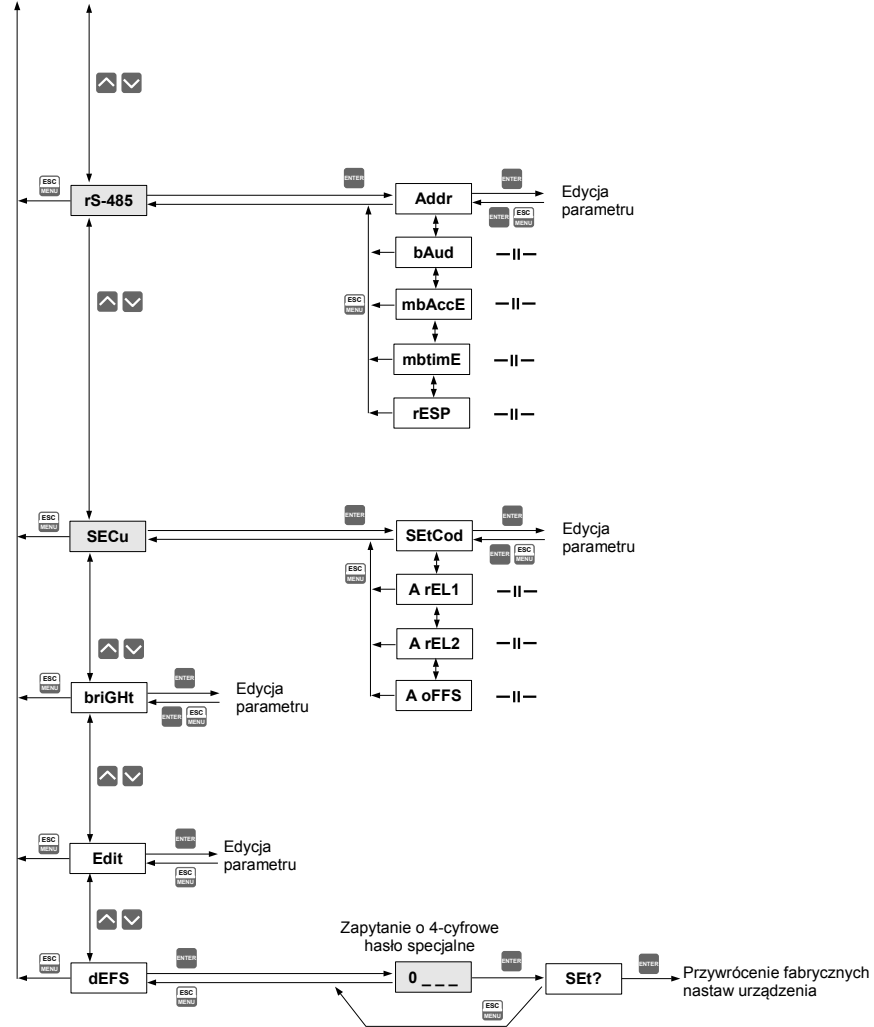 ESC
MENU
rS-485
ENTER
Addr
ENTER
Edycja
parametru
ENTER
ESC
MENU
bAud
—II—
ESC
MENU
mbAccE
—II—
mbtimE
—II—
rESP
—II—
ESC
MENU
SECu
ENTER
SEtCod
ENTER
Edycja
parametru
ENTER
ESC
MENU
ESC
MENU
A rEL1
—II—
A rEL2
—II—
A oFFS
—II—
ESC
MENU
briGHt
ENTER
Edycja
parametru
ENTER
ESC
MENU
ESC
MENU
Edit
ENTER
Edycja
parametru
ESC
MENU
Zapytanie o 4-cyfrowe
hasło specjalne
ESC
MENU
dEFS
ENTER
ESC
MENU
0 _ _ _
ENTER
SEt?
ENTER
Przywrócenie fabrycznych
nastaw urządzenia
ESC
MENU